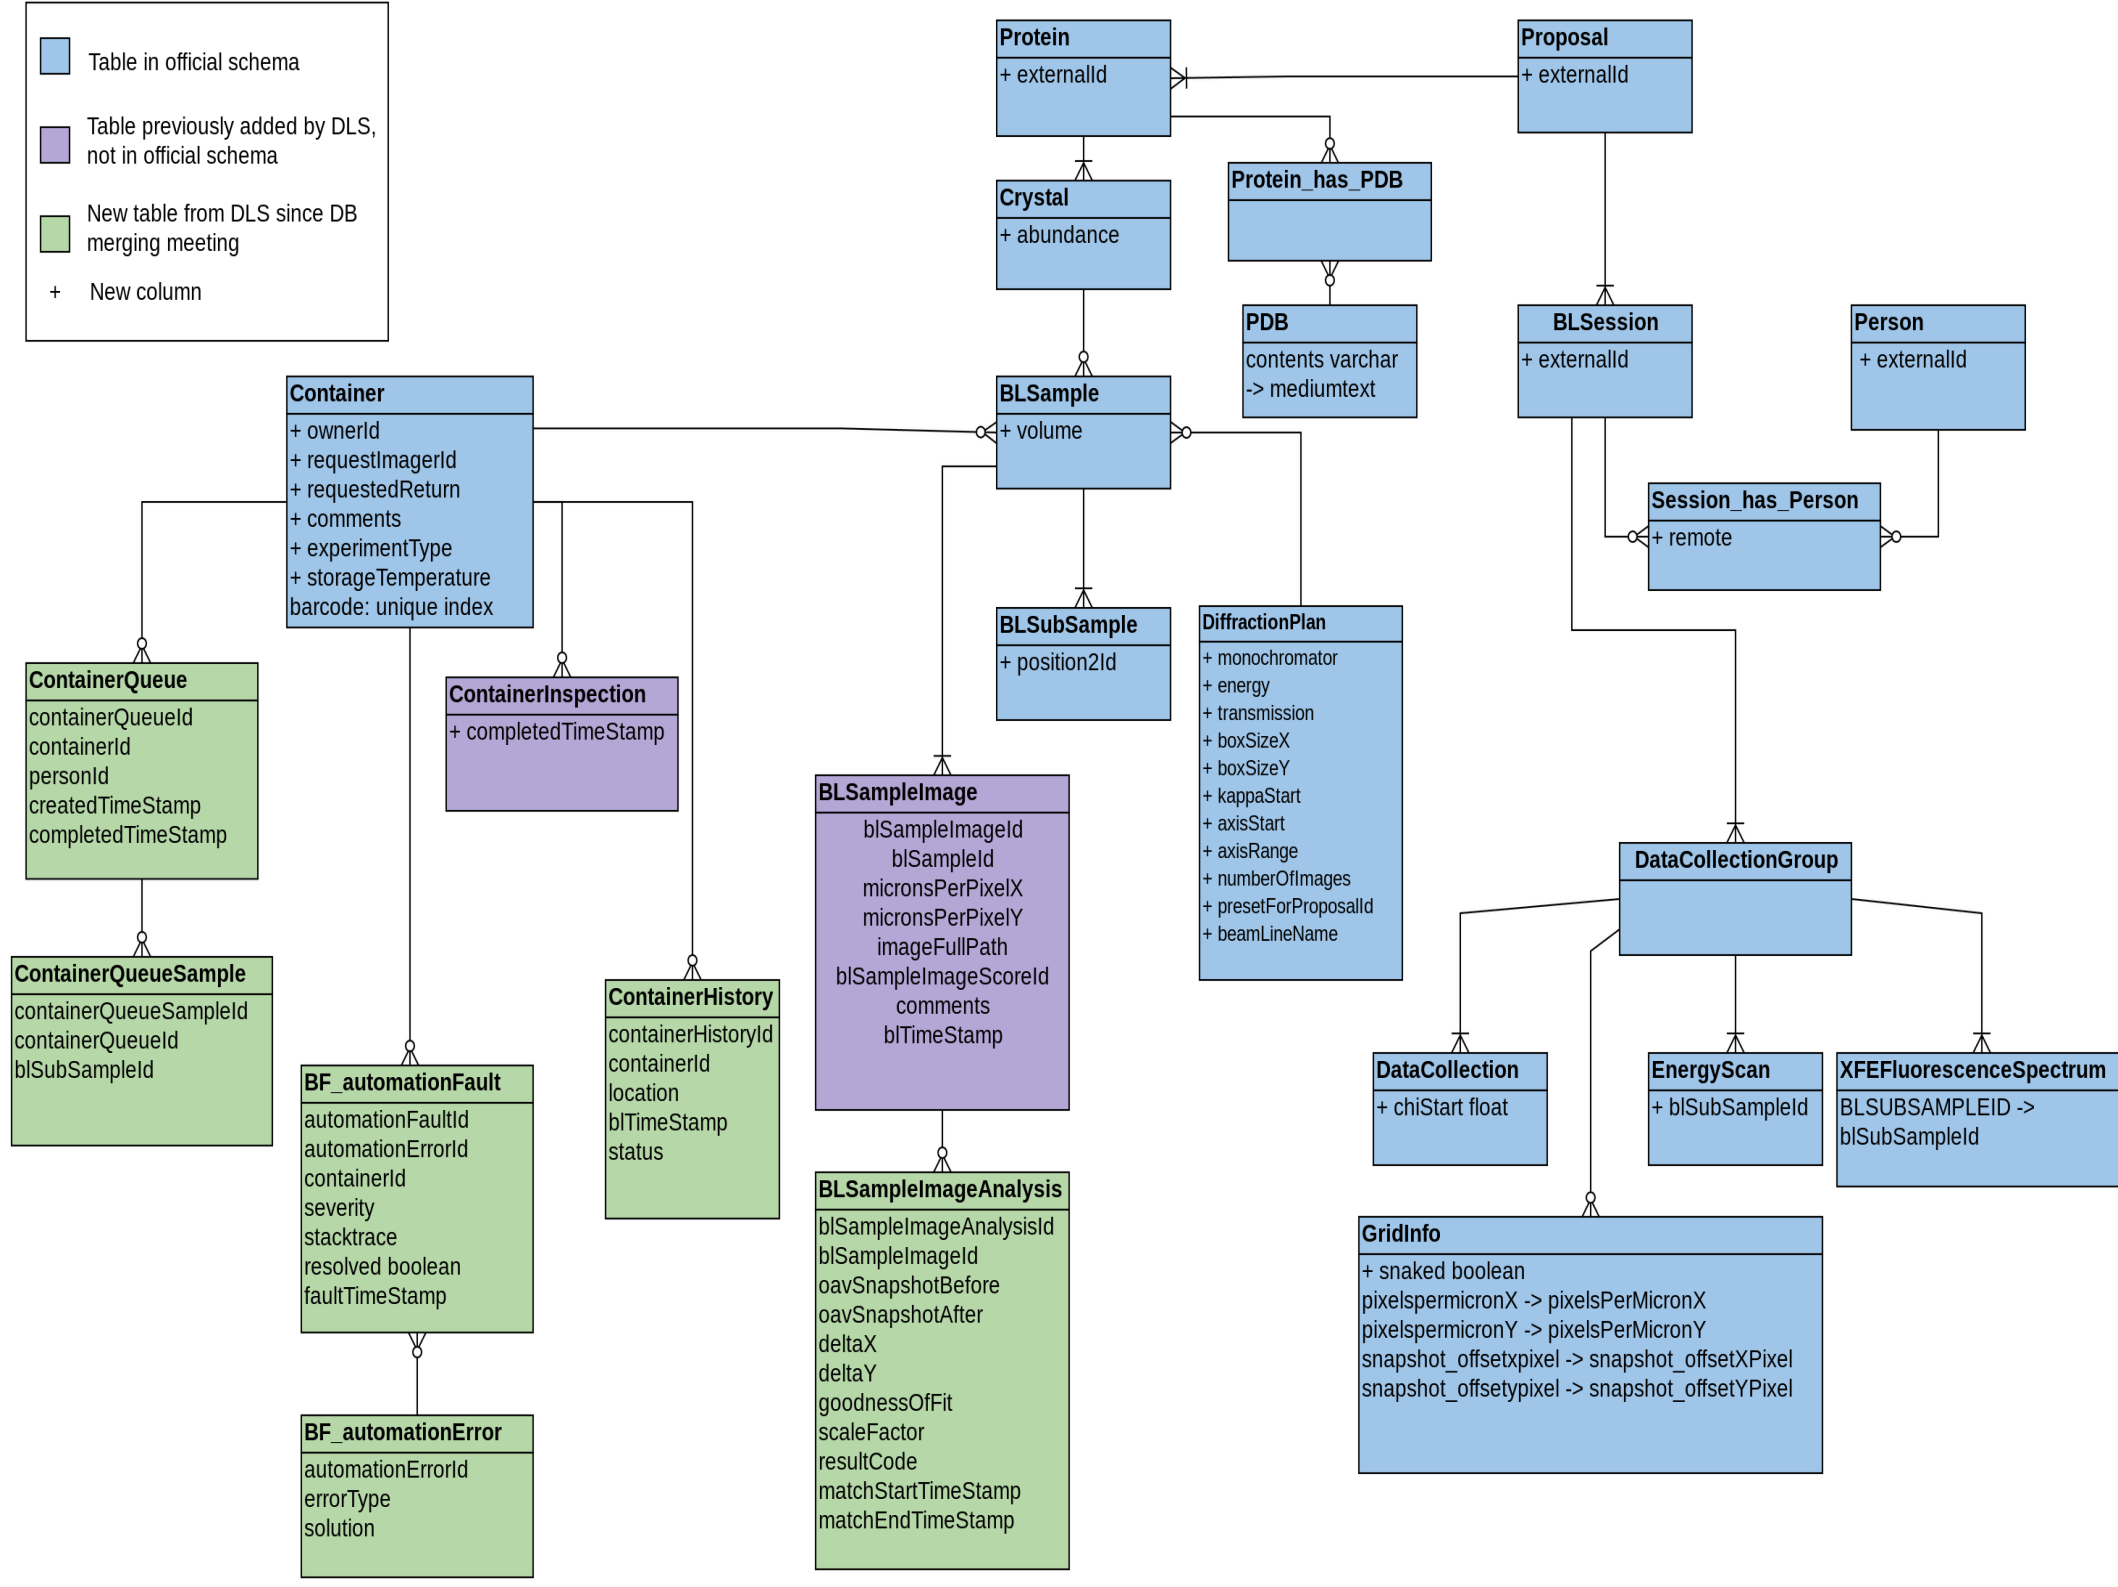 Table in official schema
Table previously added by DLS,
not in official schema
New table from DLS since DB
merging meeting
+ New column
Protein
+ externalId
Proposal
+ externalId
Crystal
+ abundance
Protein_has_PDB
PDB
contents varchar
-> mediumtext
BLSession
+ externalId
Person
+ externalId
Container
+ ownerId
+ requestImagerId
+ requestedReturn
+ comments
+ experimentType
+ storageTemperature
barcode: unique index
BLSample
+ volume
Session_has_Person
+ remote
BLSubSample
+ position2Id
DiffractionPlan
+ monochromator
+ energy
+ transmission
+ boxSizeX
+ boxSizeY
+ kappaStart
+ axisStart
+ axisRange
+ numberOfImages
+ presetForProposalId
+ beamLineName
ContainerQueue
containerQueueId
containerId
personId
createdTimeStamp
completedTimeStamp
ContainerInspection
+ completedTimeStamp
BLSampleImage
blSampleImageId
blSampleId
micronsPerPixelX
micronsPerPixelY
imageFullPath
blSampleImageScoreId
comments
blTimeStamp
DataCollectionGroup
ContainerQueueSample
containerQueueSampleId
containerQueueId
blSubSampleId
ContainerHistory
containerHistoryId
containerId
location
blTimeStamp
status
BF_automationFault
automationFaultId
automationErrorId
containerId
severity
stacktrace
resolved boolean
faultTimeStamp
DataCollection
+ chiStart float
EnergyScan
+ blSubSampleId
XFEFluorescenceSpectrum
BLSUBSAMPLEID ->
blSubSampleId
BLSampleImageAnalysis
blSampleImageAnalysisId
blSampleImageId
oavSnapshotBefore
oavSnapshotAfter
deltaX
deltaY
goodnessOfFit
scaleFactor
resultCode
matchStartTimeStamp
matchEndTimeStamp
GridInfo
+ snaked boolean
pixelspermicronX -> pixelsPerMicronX
pixelspermicronY -> pixelsPerMicronY
snapshot_offsetxpixel -> snapshot_offsetXPixel
snapshot_offsetypixel -> snapshot_offsetYPixel
BF_automationError
automationErrorId
errorType
solution